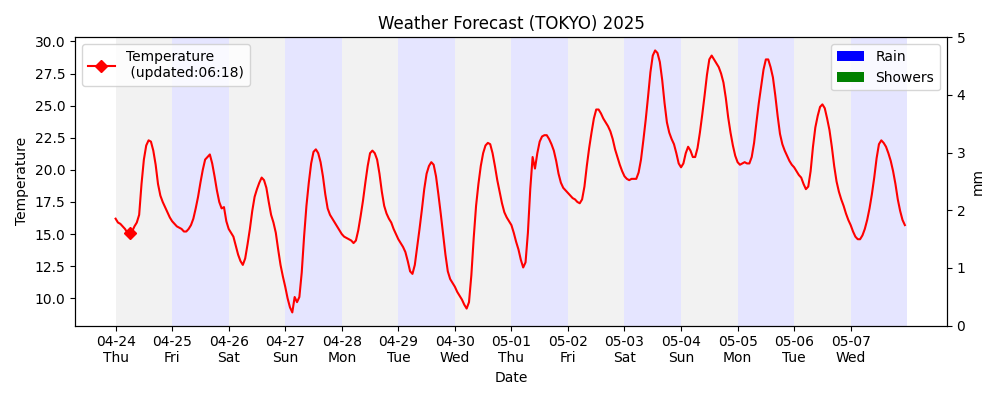 Weather Forecast (TOKYO) 2025
Temperature
(updated:06:18)
Rain
Showers
30.0
27.5
25.0
22.5
20.0
17.5
15.0
12.5
10.0
Temperature
5
4
3
2
1
0
mm
04-24 04-25 04-26 04-27 04-28 04-29 04-30 05-01 05-02 05-03 05-04 05-05 05-06 05-07
Thu Fri Sat Sun Mon Tue Wed Thu Fri Sat Sun Mon Tue Wed
Date